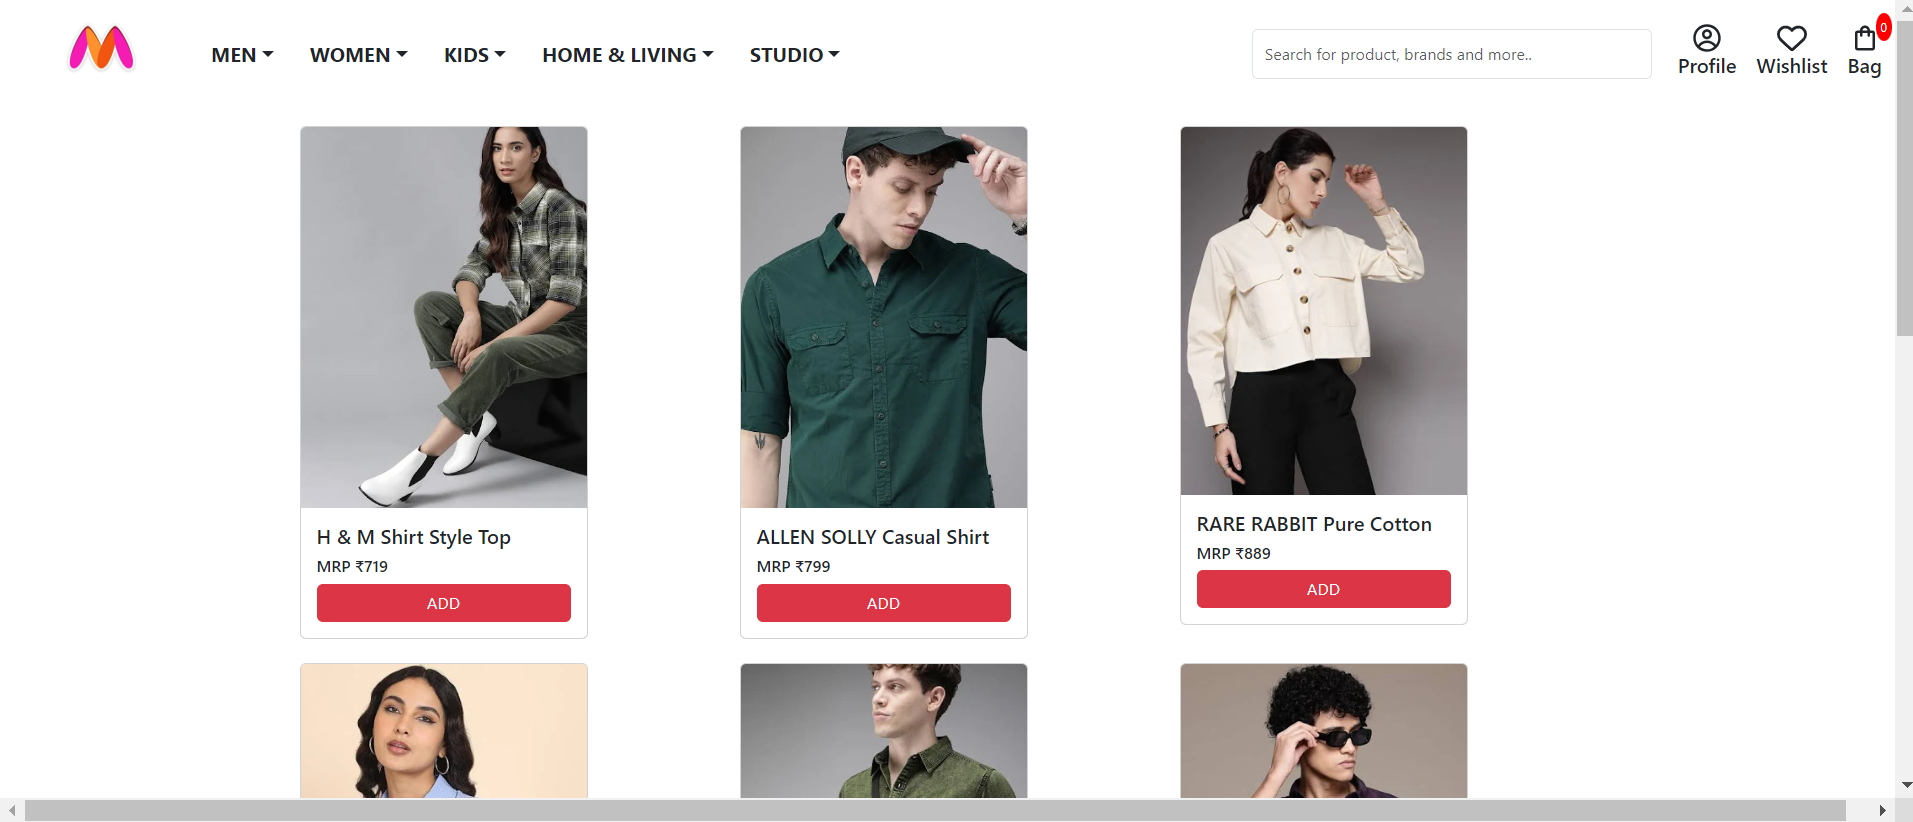 MEN WOMEN KIDS HOME & LIVING STUDIO Search for product, brands and more.. Profile Wishlist Bag 0
H & M Shirt Style Top
MRP ₹719
ADD
ALLEN SOLLY Casual Shirt
MRP ₹799
ADD
RARE RABBIT Pure Cotton
MRP ₹889
ADD